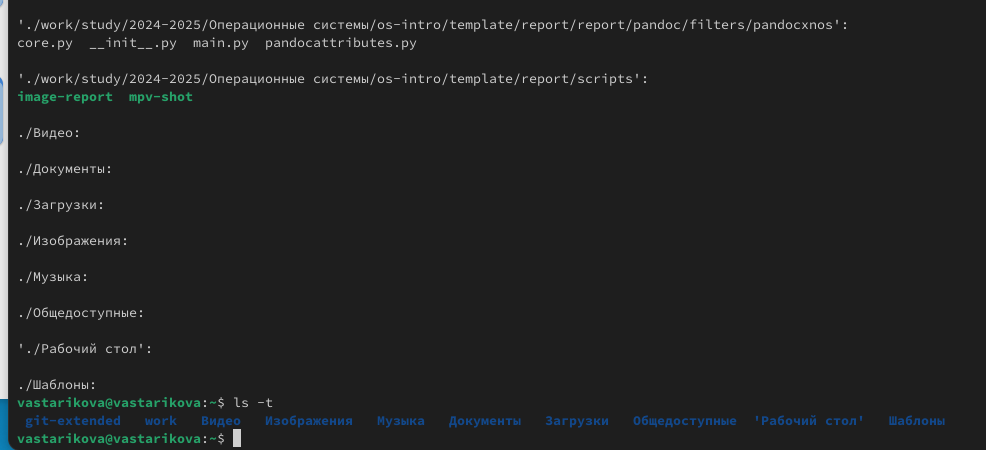 './work/study/2024-2025/Операционные системы/os-intro/template/report/report/pandoc/filters/pandocxnos':
core.py  __init__.py  main.py  pandocattributes.py
'./work/study/2024-2025/Операционные системы/os-intro/template/report/scripts':
image-report  mpv-shot
./Видео:
./Документы:
./Загрузки:
./Изображения:
./Музыка:
./Общедоступные:
'./Рабочий стол':
./Шаблоны:
vastarikova@vastarikova:~$ ls -t
git-extended  work  Видео  Изображения  Музыка  Документы  Загрузки  Общедоступные  'Рабочий стол'  Шаблоны
vastarikova@vastarikova:~$